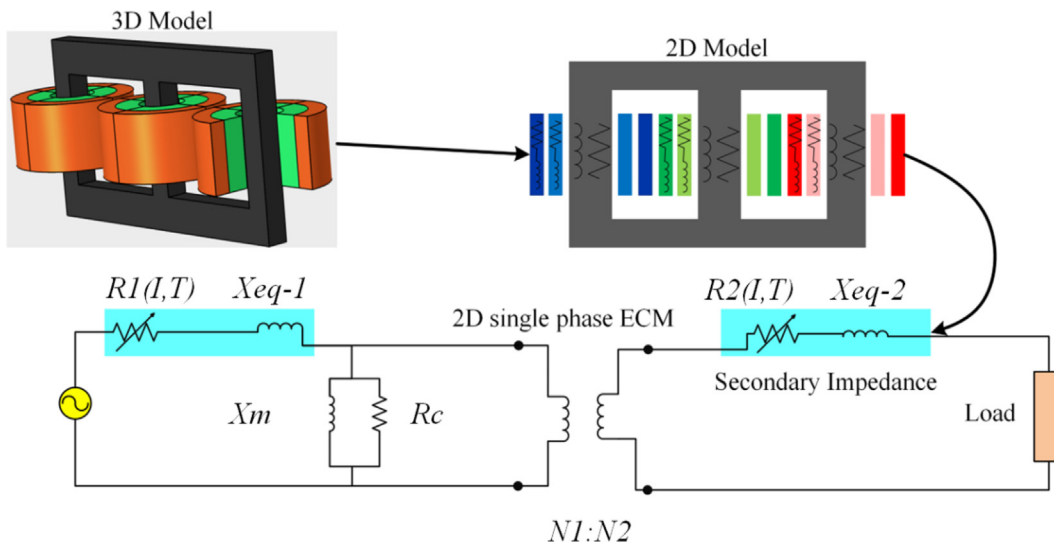 3D Model
2D Model
R1(I,T)
Xeq-1
2D single phase ECM
R2(I,T)
Xeq-2
Secondary Impedance
Xm
Rc
Load
N1:N2